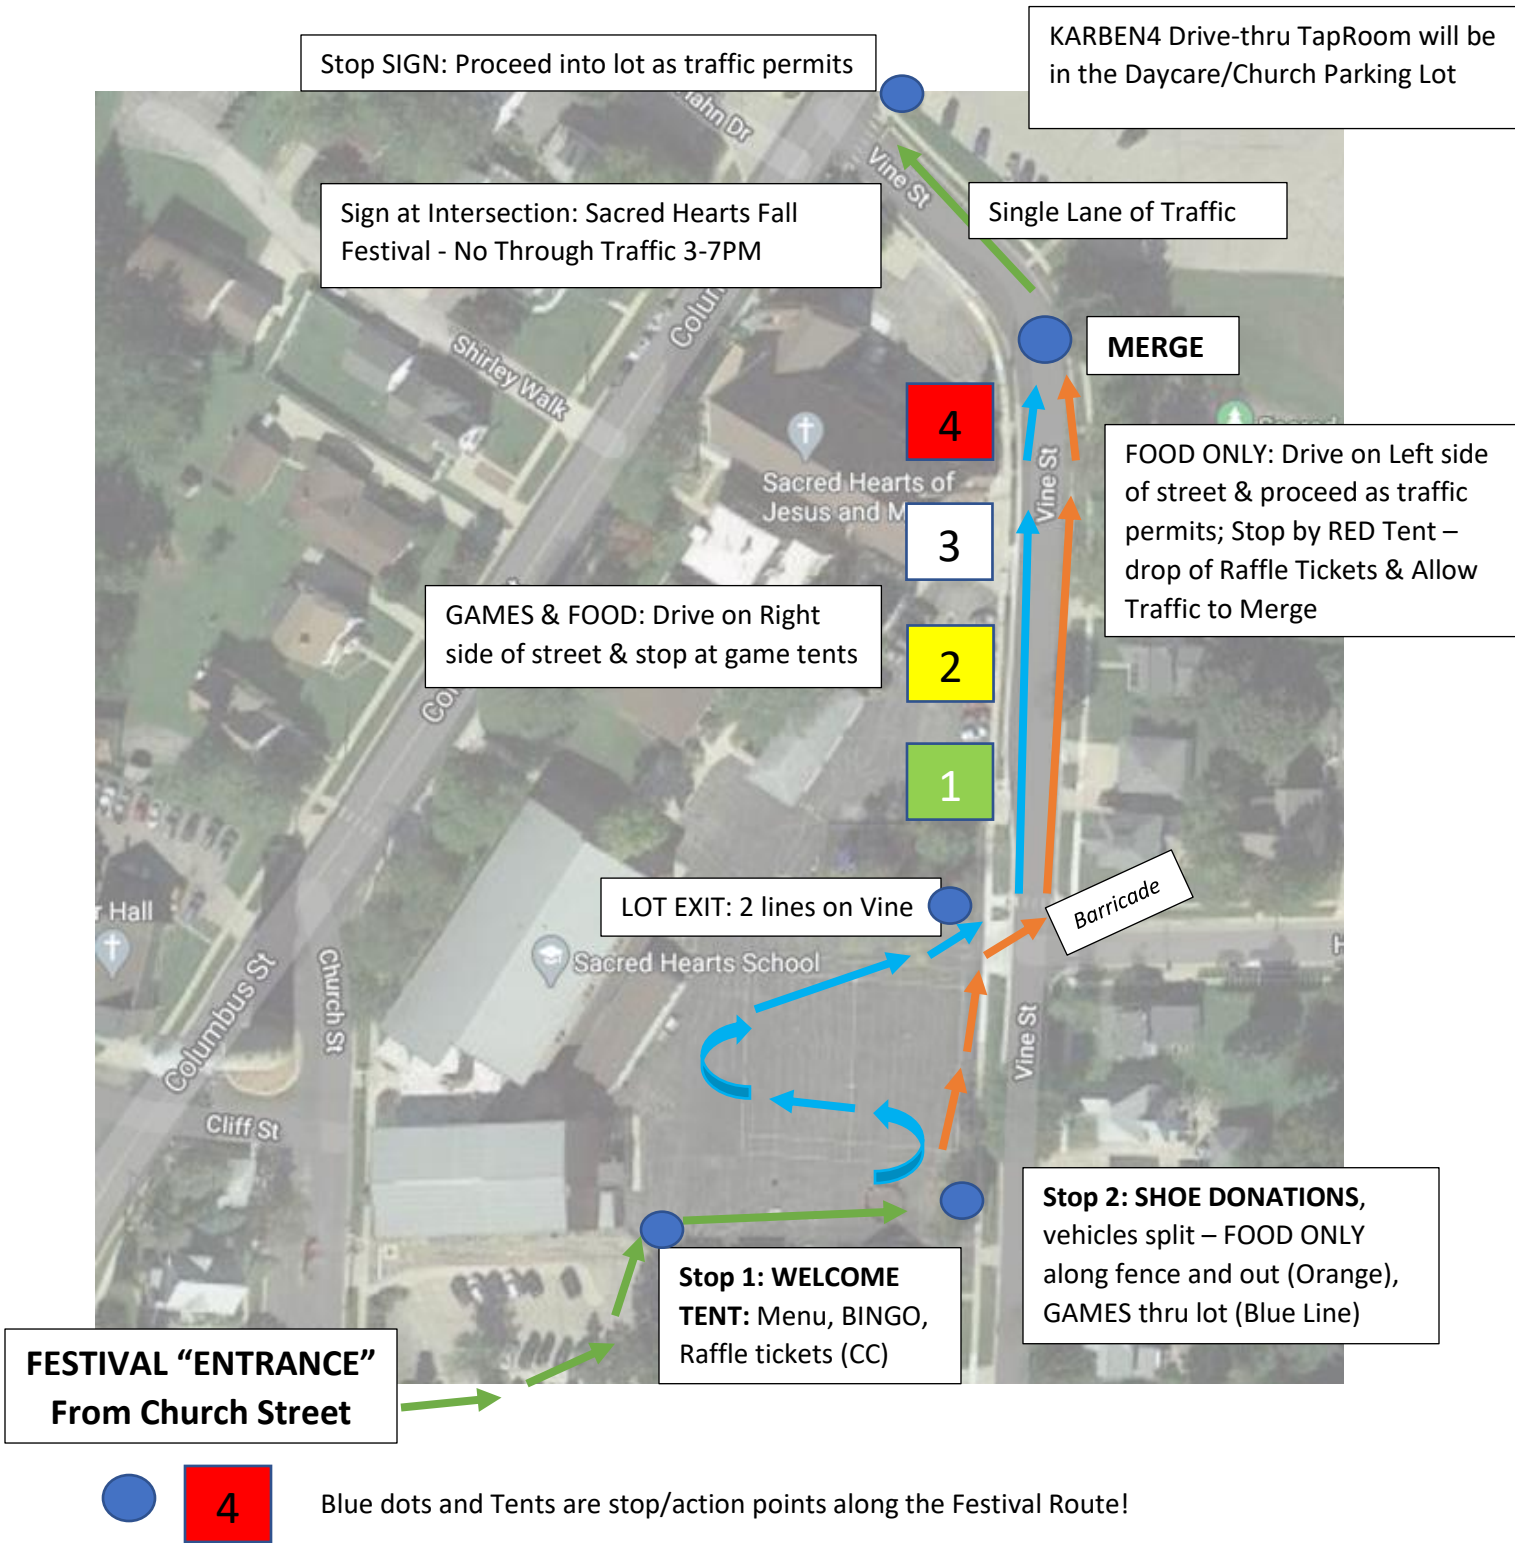 KARBEN4 Drive-thru TapRoom will be
in the Daycare/Church Parking Lot
Stop SIGN: Proceed into lot as traffic permits
Dr
Vine St
Sign at Intersection: Sacred Hearts Fall
Festival - No Through Traffic 3-7PM
Single Lane of Traffic
Shirley Walk
MERGE
4
Sacred Hearts of
Jesus and
Vine St
FOOD ONLY: Drive on Left side
of street & proceed as traffic
permits; Stop by RED Tent –
drop of Raffle Tickets & Allow
Traffic to Merge
3
GAMES & FOOD: Drive on Right
side of street & stop at game tents
2
1
LOT EXIT: 2 lines on Vine
Barricade
Hall
Sacred Hearts School
Columbus St
Church St
Vine St
Cliff St
Stop 2: SHOE DONATIONS,
vehicles split – FOOD ONLY
along fence and out (Orange),
GAMES thru lot (Blue Line)
Stop 1: WELCOME
TENT: Menu, BINGO,
Raffle tickets (CC)
FESTIVAL “ENTRANCE”
From Church Street
4
Blue dots and Tents are stop/action points along the Festival Route!